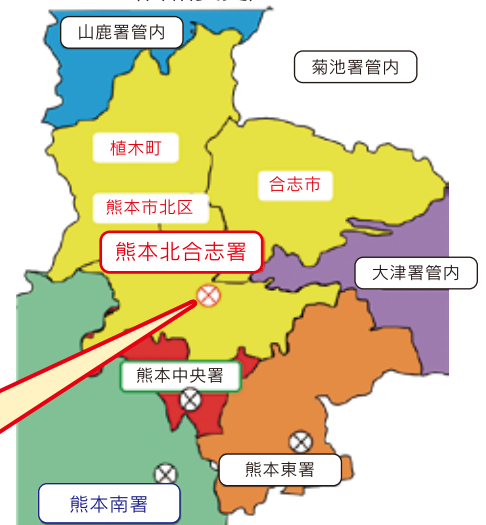 山鹿署管内
菊池署管内
植木町
合志市
熊本市北区
熊本北合志署
大津署管内
熊本中央署
熊本東署
熊本南署